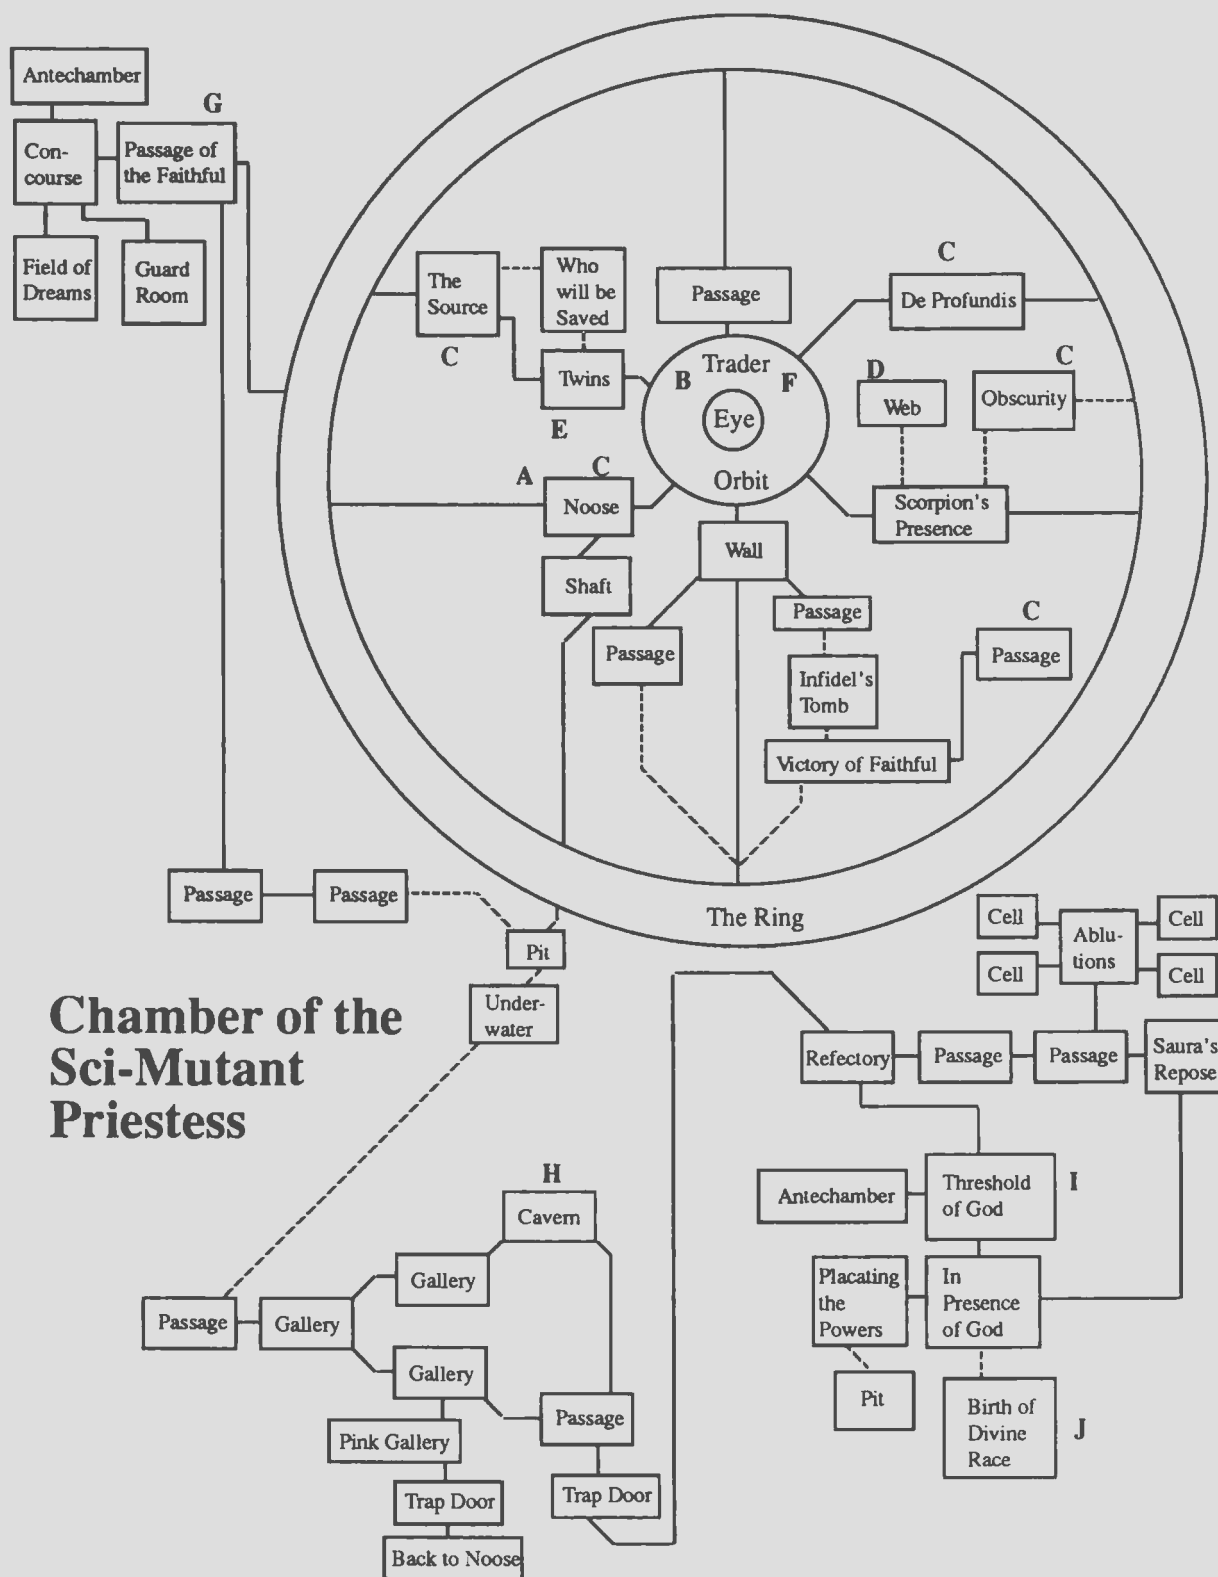 Antechamber
G
Con-
course
Passage of
the Faithful
Field of
Dreams
Guard
Room
The
Source
C
Who
will be
Saved
Twins
E
Passage
Trader
B
F
Eye
Orbit
C
De Profundis
D
Web
C
Obscurity
Scorpion's
Presence
A
C
Noose
Shaft
Wall
Passage
Passage
Infidel's
Tomb
C
Passage
Victory of Faithful
The Ring
Passage
Passage
Pit
Under-
water
Chamber of the
Sci-Mutant
Priestess
Cell
Ablu-
tions
Cell
Cell
Cell
Refectory
Passage
Passage
Saura's
Repose
Antechamber
Threshold
of God
I
Placating
the
Powers
In
Presence
of God
Pit
Birth of
Divine
Race
J
H
Cavern
Gallery
Passage
Gallery
Gallery
Passage
Pink Gallery
Trap Door
Trap Door
Back to Noose